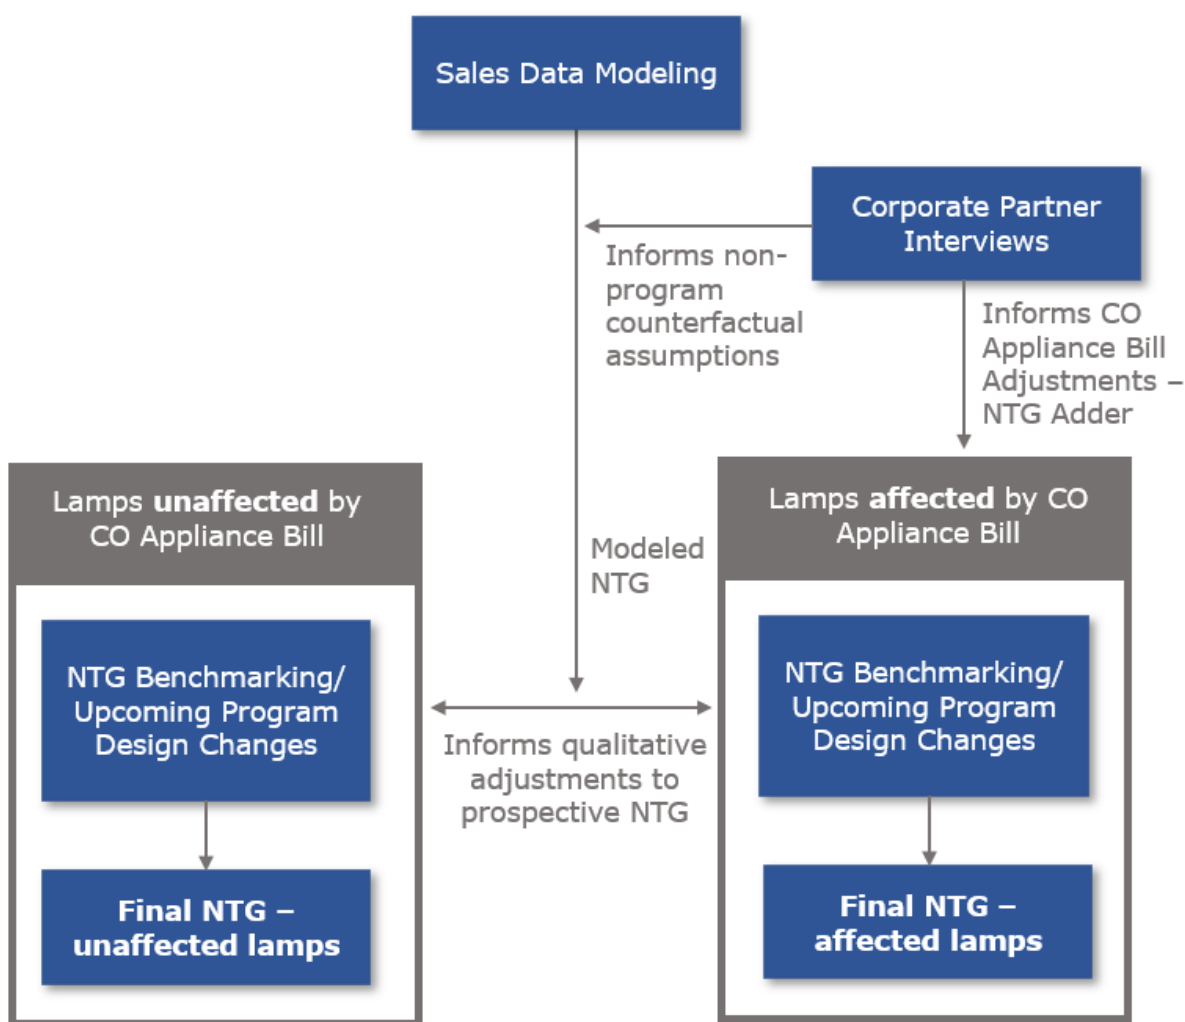 Sales Data Modeling
Corporate Partner
Interviews
Informs non-
program
counterfactual
assumptions
Informs CO
Appliance Bill
Adjustments –
NTG Adder
Lamps unaffected by
CO Appliance Bill
Lamps affected by CO
Appliance Bill
Modeled
NTG
NTG Benchmarking/
Upcoming Program
Design Changes
NTG Benchmarking/
Upcoming Program
Design Changes
Informs qualitative
adjustments to
prospective NTG
Final NTG –
unaffected lamps
Final NTG –
affected lamps